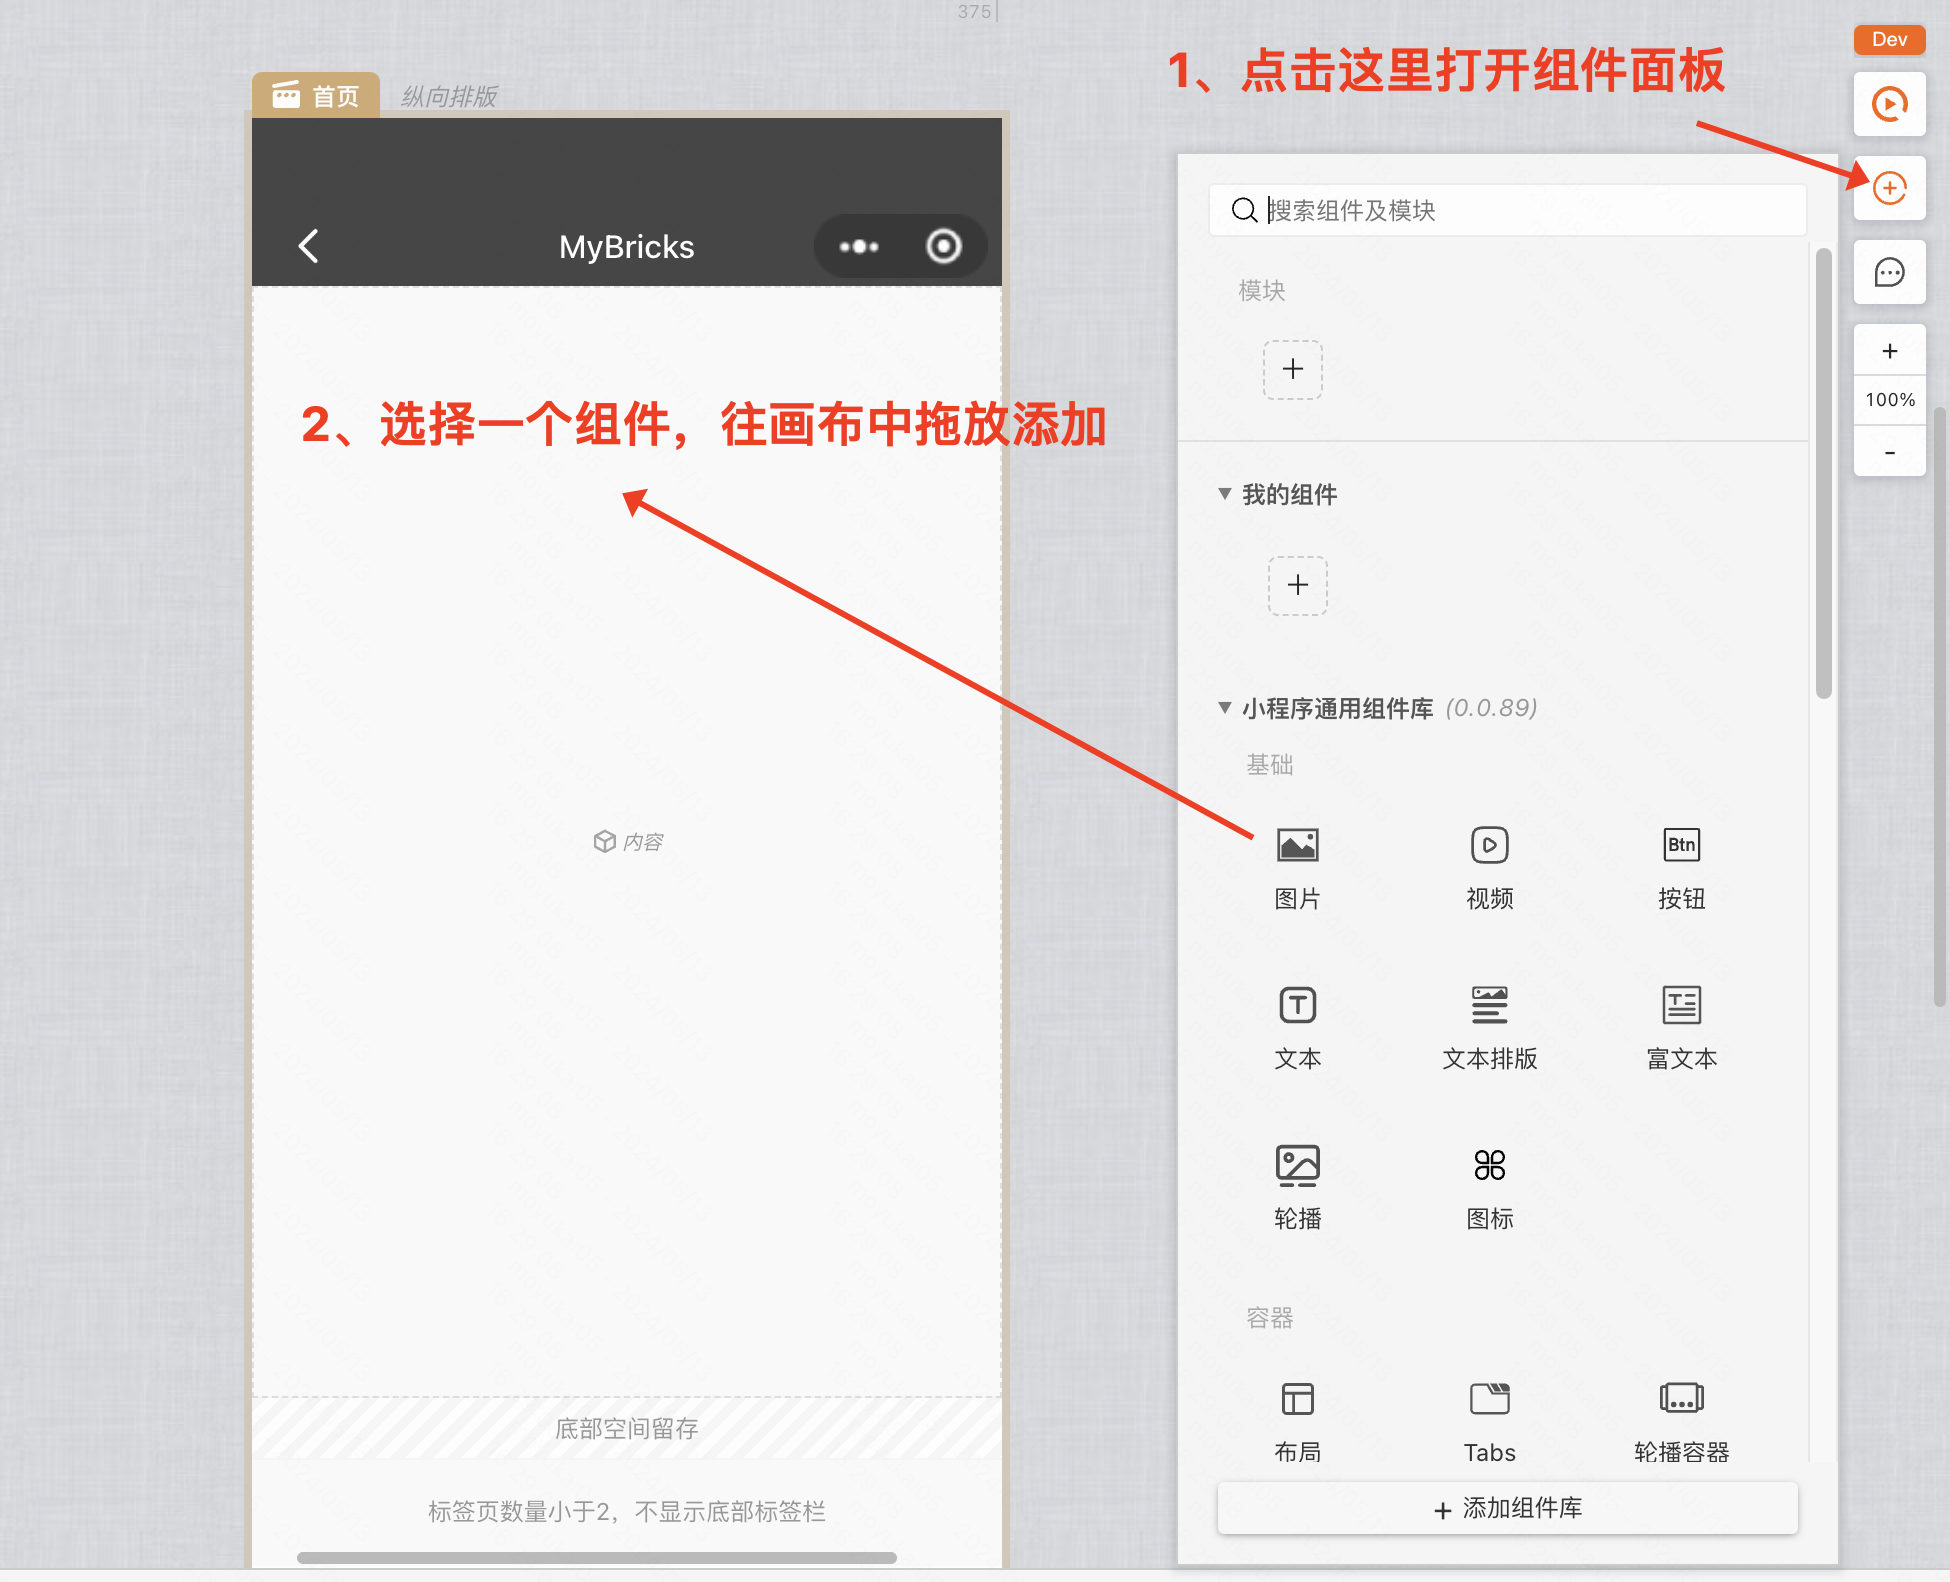 375
Dev
1、点击这里打开组件面板
首页 纵向排版
MyBricks
搜索组件及模块
模块
100%
2、选择一个组件，往画布中拖放添加
我的组件
小程序通用组件库 (0.0.89)
基础
内容
Btn
图片 视频 按钮
文本 文本排版 富文本
轮播 图标
容器
布局 Tabs 轮播容器
底部空间留存
标签页数量小于2，不显示底部标签栏
+ 添加组件库